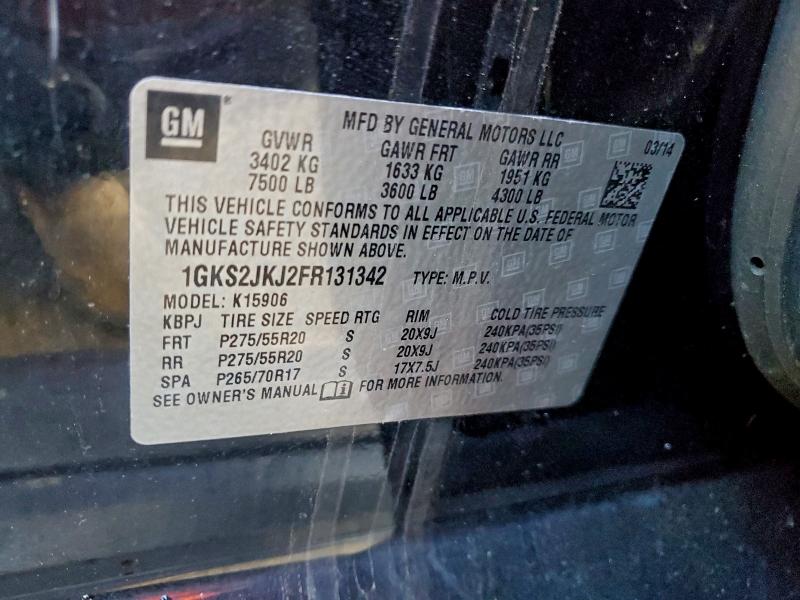 GM
MFD BY GENERAL MOTORS LLC
03/14
GVWR GAWR FRT GAWR RR
3402 KG 1633 KG 1951 KG
7500 LB 3600 LB 4300 LB
THIS VEHICLE CONFORMS TO ALL APPLICABLE U.S. FEDERAL MOTOR
VEHICLE SAFETY STANDARDS IN EFFECT ON THE DATE OF
MANUFACTURE SHOWN ABOVE.
1GKS2JKJ2FR131342 TYPE: M.P.V.
MODEL: K15906
KBPJ TIRE SIZE SPEED RTG RIM COLD TIRE PRESSURE
FRT P275/55R20 S 20X9J 240KPA(35PSI)
RR P275/55R20 S 20X9J 240KPA(35PSI)
SPA P265/70R17 S 17X7.5J 240KPA(35PSI)
SEE OWNER'S MANUAL FOR MORE INFORMATION.